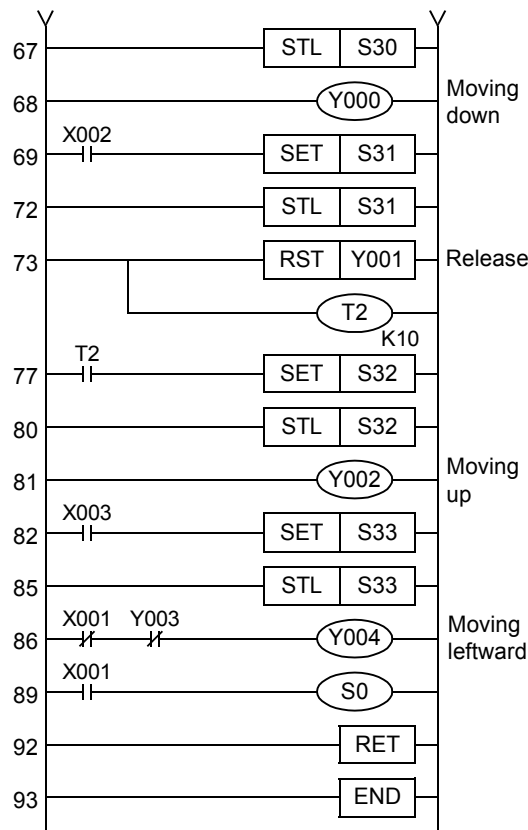 67 STL S30
68 Y000 Moving down
X002
69 SET S31
72 STL S31
73 RST Y001 Release
T2
K10
T2
77 SET S32
80 STL S32
81 Y002 Moving up
X003
82 SET S33
85 STL S33
X001 Y003
86 Y004 Moving leftward
X001
89 S0
92 RET
93 END